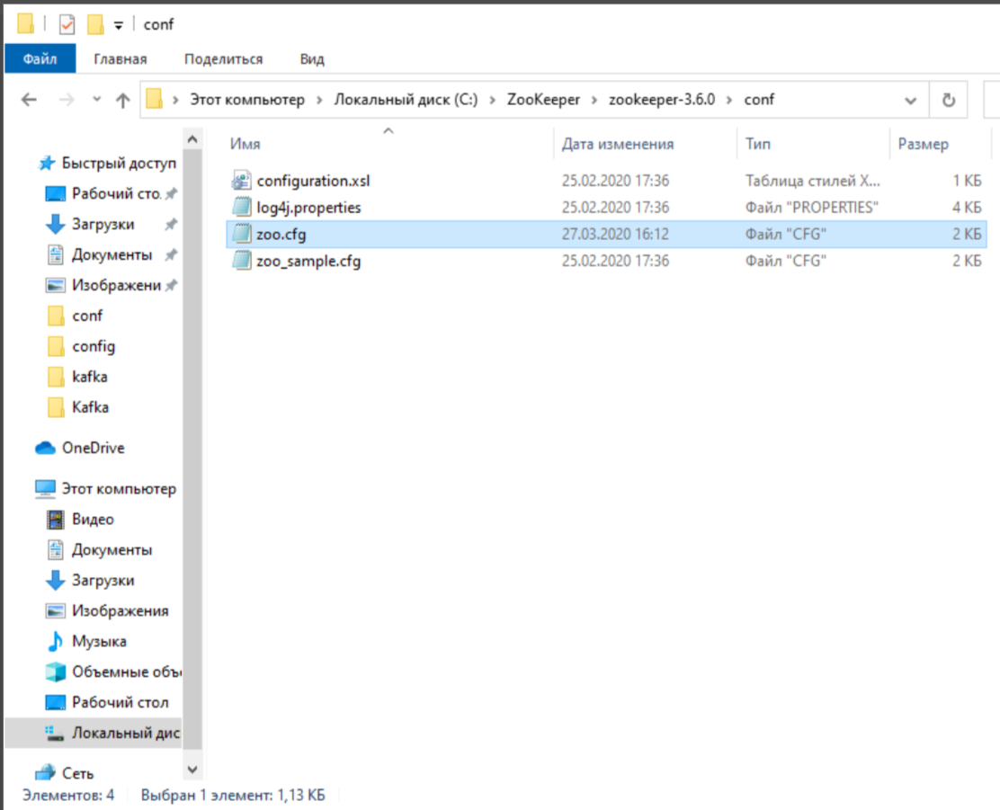 conf
Файл Главная Поделиться Вид
Этот компьютер Локальный диск (C:) ZooKeeper zookeeper-3.6.0 conf
Имя Дата изменения Тип Размер
configuration.xsl 25.02.2020 17:36 Таблица стилей X... 1 КБ
log4j.properties 25.02.2020 17:36 Файл "PROPERTIES" 4 КБ
zoo.cfg 27.03.2020 16:12 Файл "CFG" 2 КБ
zoo_sample.cfg 25.02.2020 17:36 Файл "CFG" 2 КБ
Быстрый доступ
Рабочий сто.
Загрузки
Документы
Изображени
conf
config
kafka
Kafka
OneDrive
Этот компьютер
Видео
Документы
Загрузки
Изображения
Музыка
Объемные объ
Рабочий стол
Локальный дис
Сеть
Элементов: 4 Выбран 1 элемент: 1,13 КБ